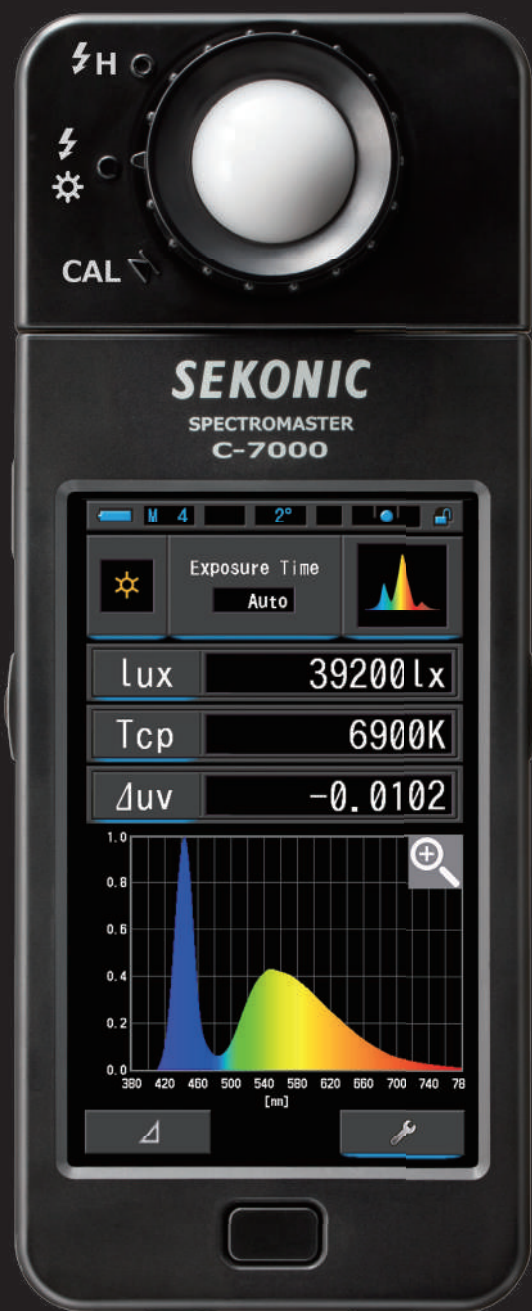 H
CAL
SEKONIC
SPECTROMASTER
C-7000
M 4 2°
Exposure Time
Auto
lux 39200lx
Tcp 6900K
⊿uv -0.0102
1.0
0.8
0.6
0.4
0.2
0.0
380 420 460 500 540 580 620 660 700 740 78
[nm]